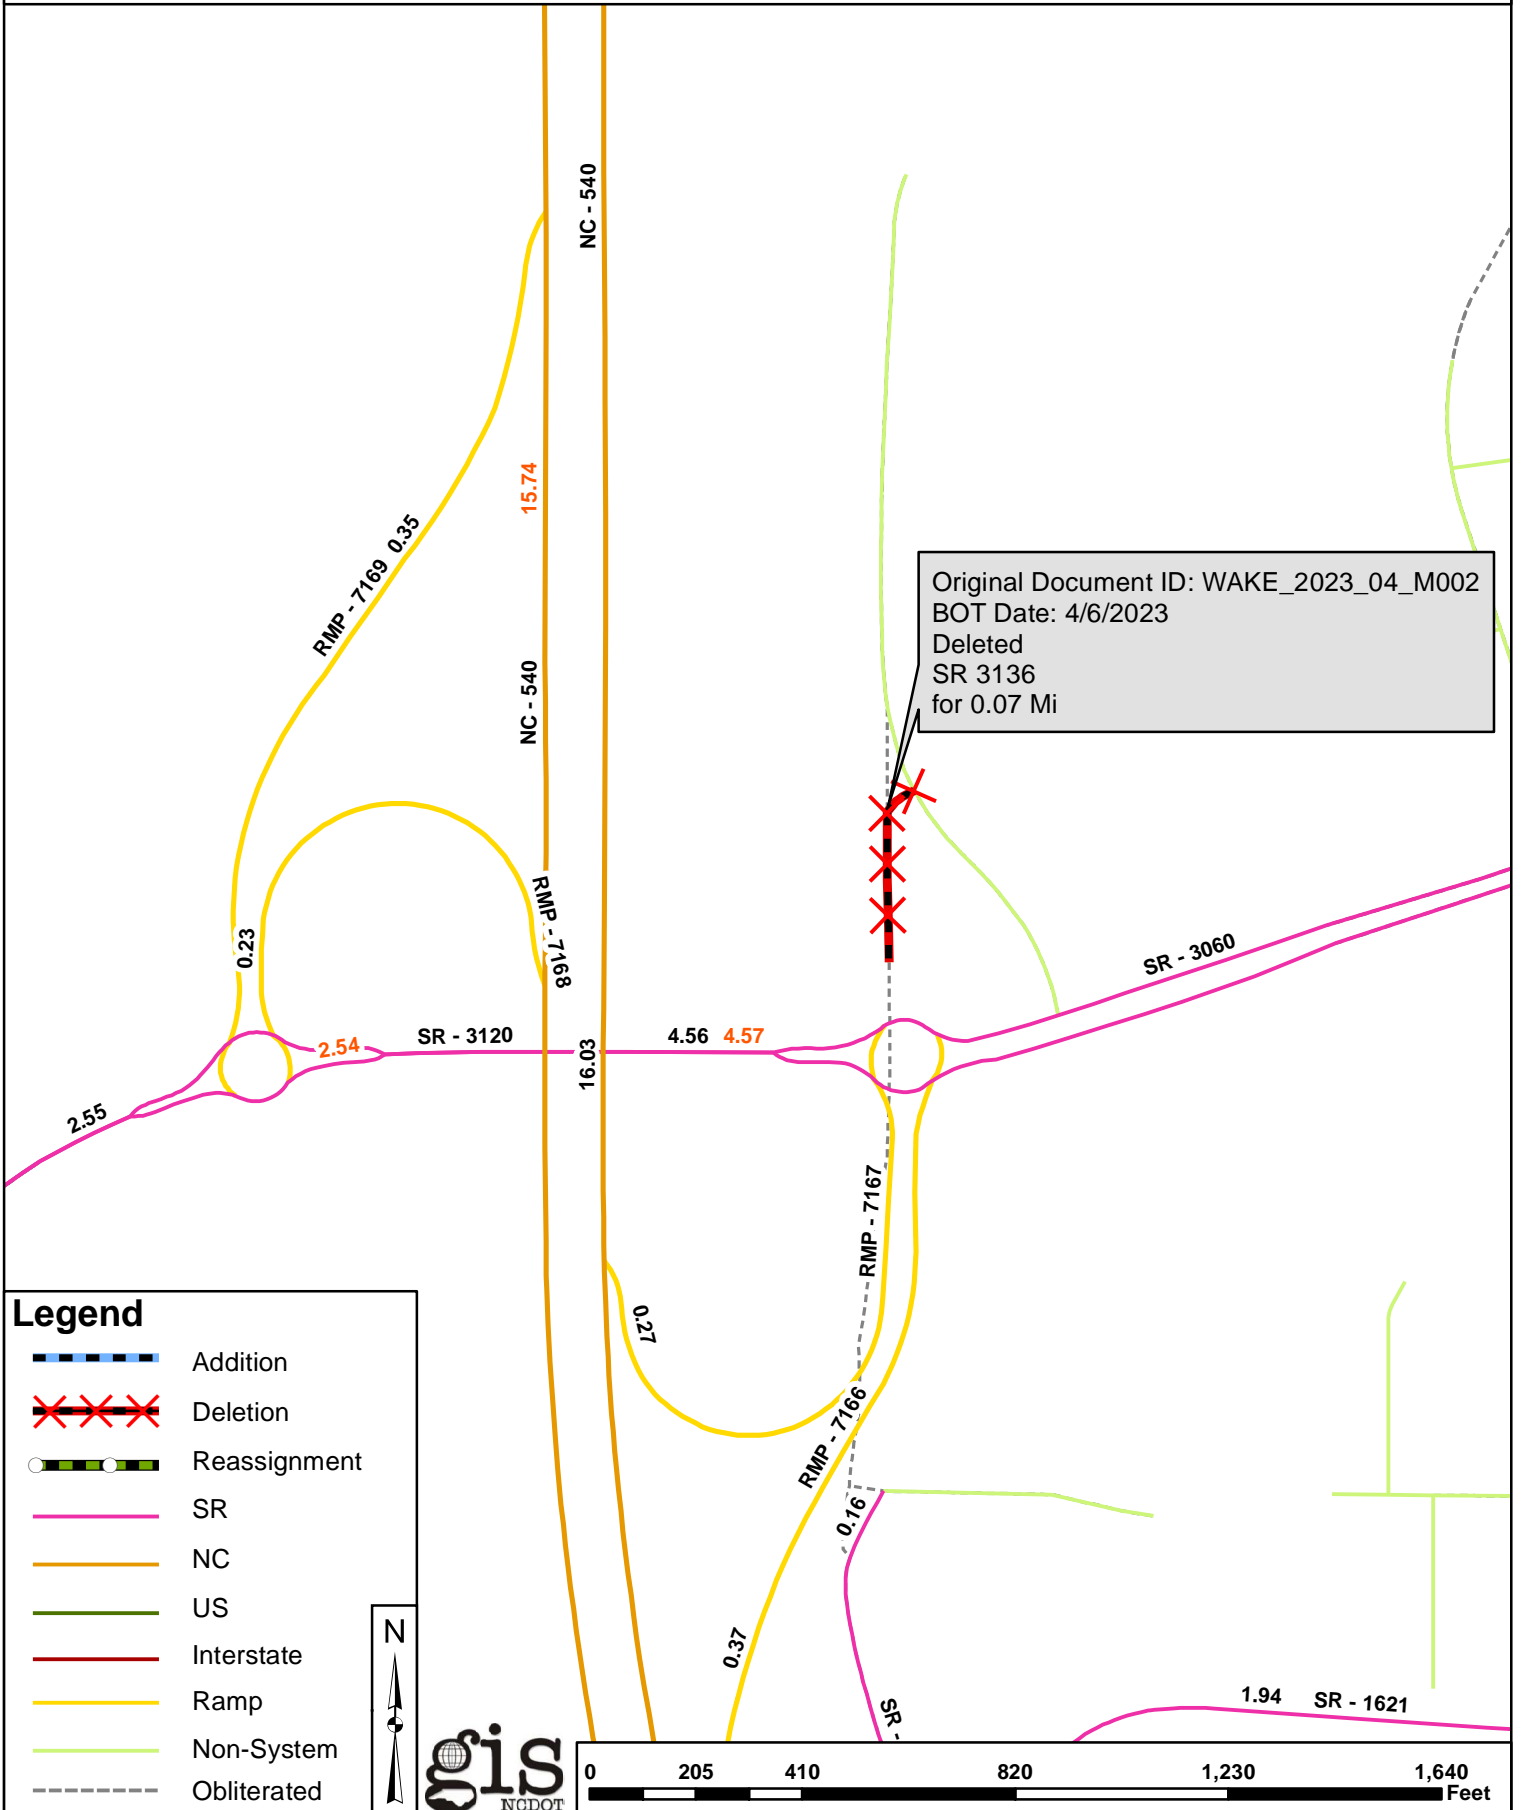 NC - 540
15.74
RMP - 7169 0.35
Original Document ID: WAKE_2023_04_M002
BOT Date: 4/6/2023
Deleted
SR 3136
for 0.07 Mi
NC - 540
RMP - 7168
0.23
SR - 3060
2.54
SR - 3120
16.03
4.56 4.57
2.55
RMP - 7167
0.27
RMP - 7166
0.16
0.37
SR -
1.94 SR - 1621
Legend
Addition
Deletion
Reassignment
SR
NC
US
Interstate
Ramp
Non-System
Obliterated
N
gis
NCDOT
0 205 410 820 1,230 1,640
Feet